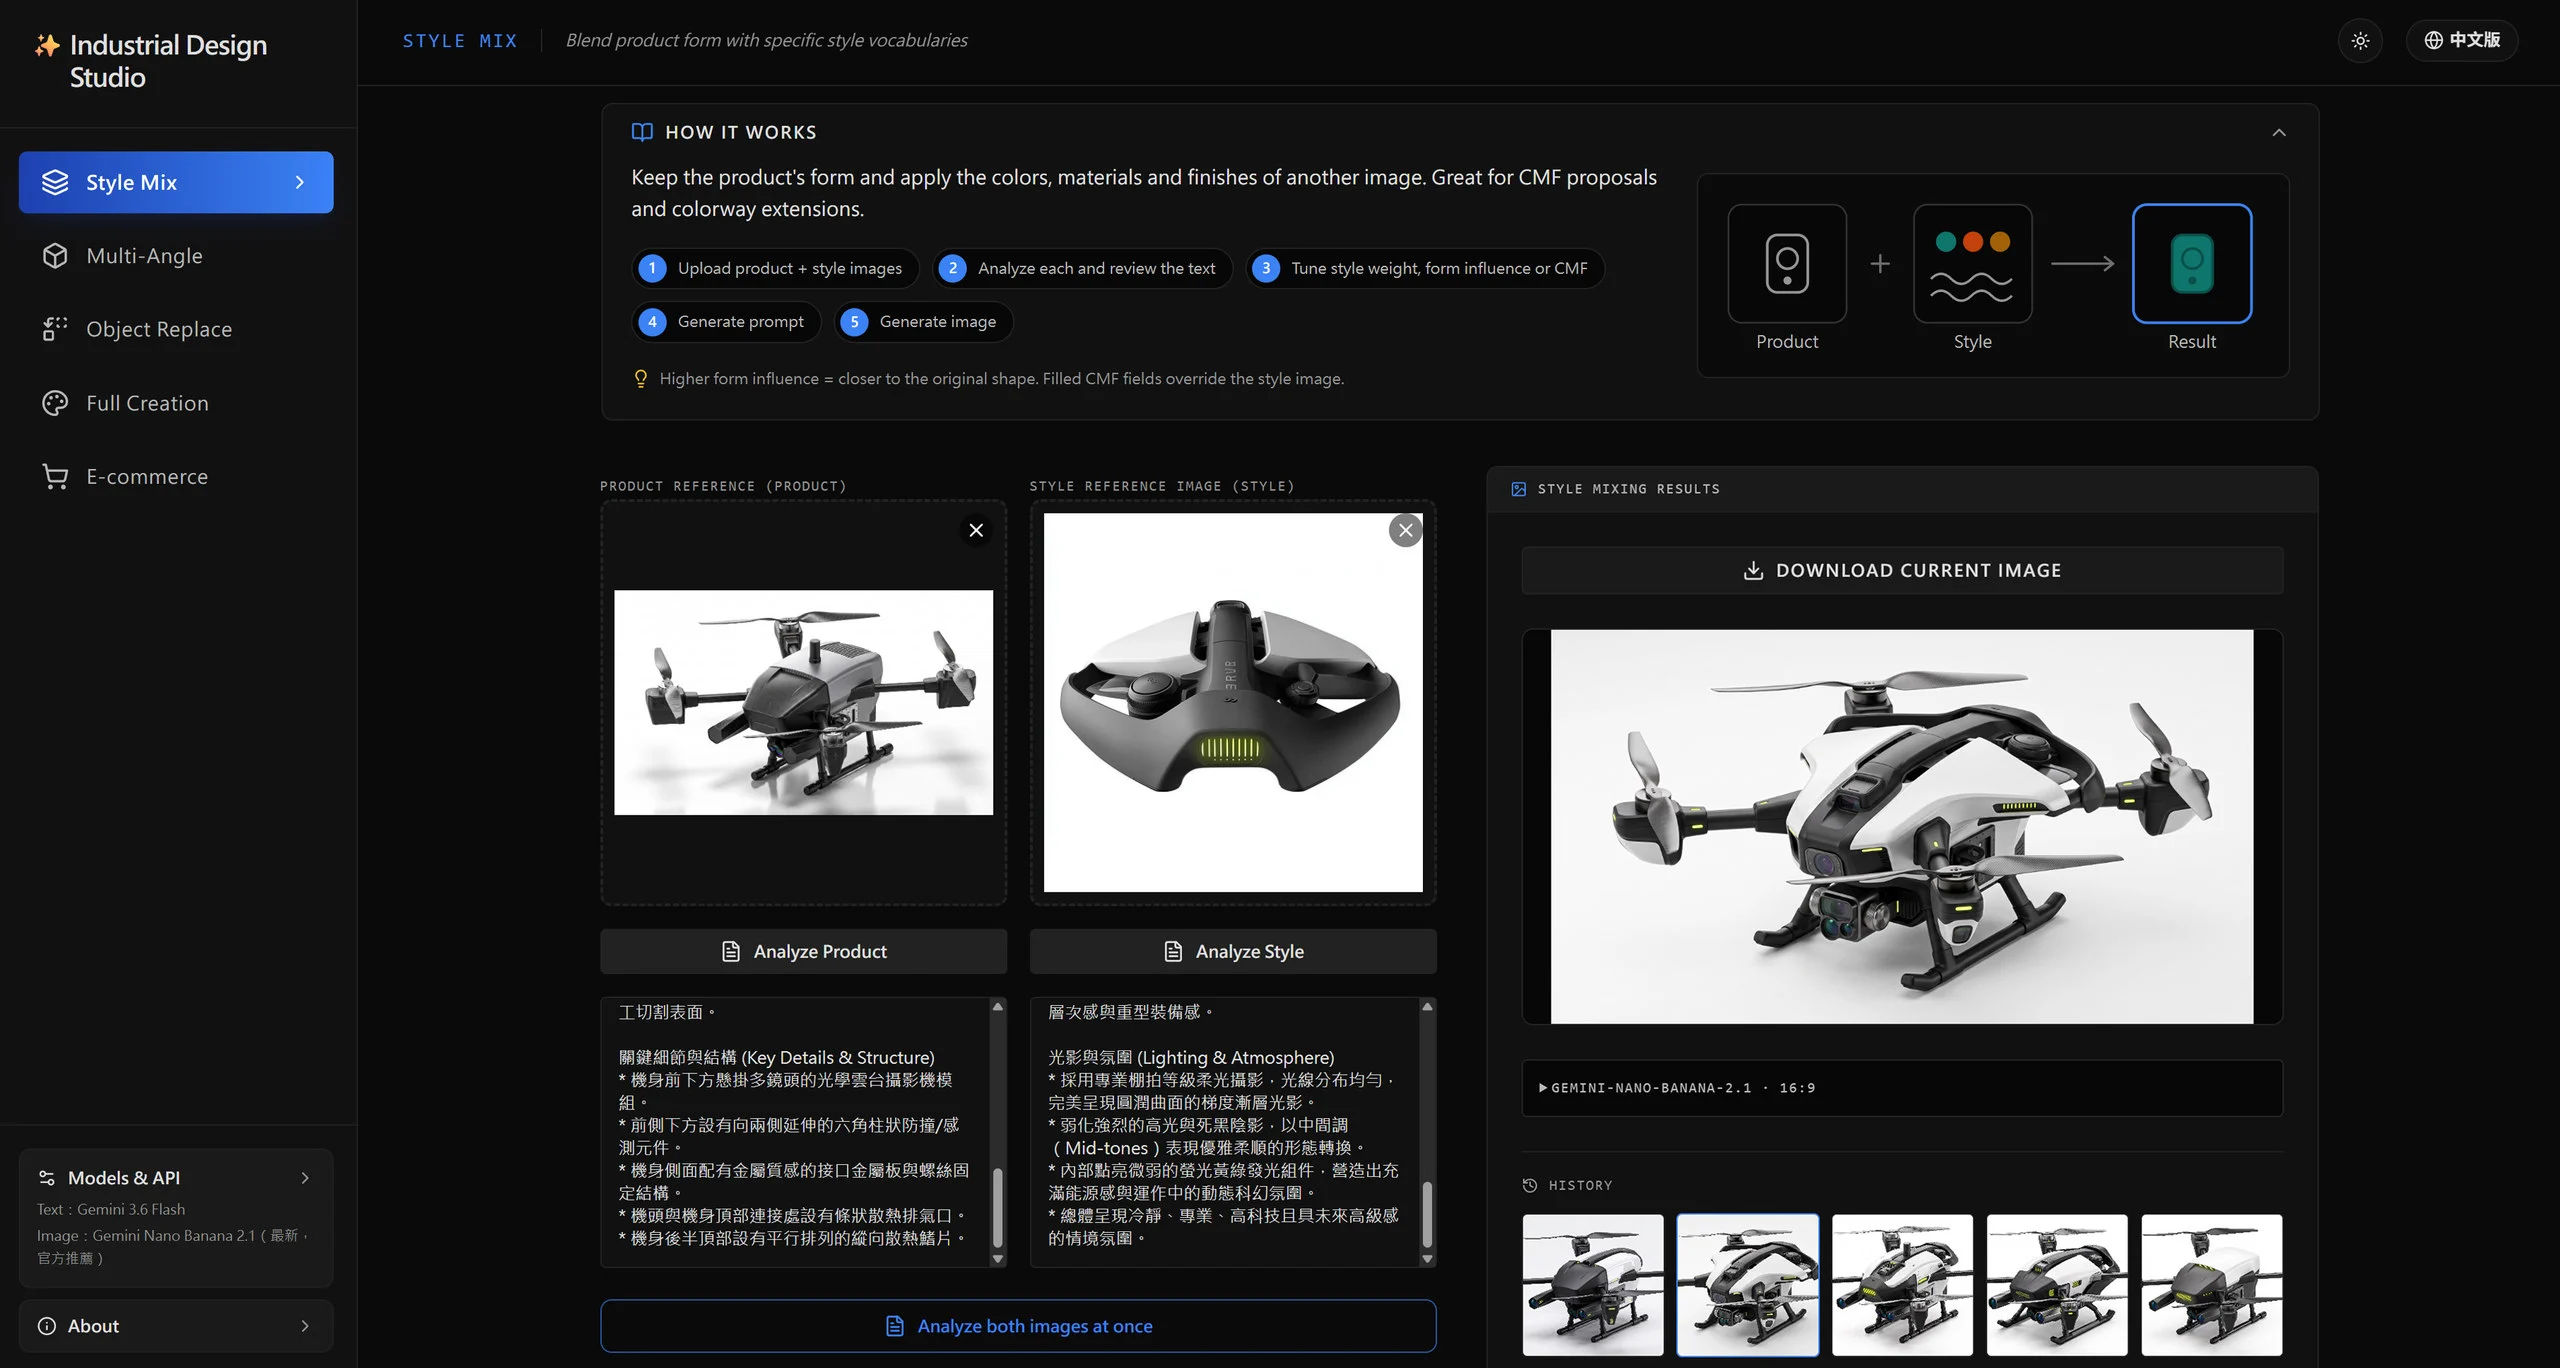 Industrial Design
Studio
STYLE MIX
Blend product form with specific style vocabularies
中文版
Style Mix
Multi-Angle
Object Replace
Full Creation
E-commerce
HOW IT WORKS
Keep the product's form and apply the colors, materials and finishes of another image. Great for CMF proposals
and colorway extensions.
1 Upload product + style images
2 Analyze each and review the text
3 Tune style weight, form influence or CMF
4 Generate prompt
5 Generate image
Higher form influence = closer to the original shape. Filled CMF fields override the style image.
Product
Style
Result
PRODUCT REFERENCE (PRODUCT)
STYLE REFERENCE IMAGE (STYLE)
Analyze Product
Analyze Style
工切割表面。
關鍵細節與結構 (Key Details & Structure)
* 機身前下方懸掛多鏡頭的光學雲台攝影機模
組。
* 前側下方設有向兩側延伸的六角柱狀防撞/感
測元件。
* 機身側面配有金屬質感的接口金屬板與螺絲固
定結構。
* 機頭與機身頂部連接處設有條狀散熱排氣口。
* 機身後半頂部設有平行排列的縱向散熱鰭片。
層次感與重型裝備感。
光影與氛圍 (Lighting & Atmosphere)
* 採用專業棚拍等級柔光攝影，光線分布均勻，
完美呈現圓潤曲面的梯度漸層光影。
* 弱化強烈的高光與死黑陰影，以中間調
（Mid-tones）表現優雅柔順的形態轉換。
* 內部點亮微弱的螢光黃綠發光組件，營造出充
滿能源感與運作中的動態科幻氛圍。
* 總體呈現冷靜、專業、高科技且具未來高級感
的情境氛圍。
Analyze both images at once
STYLE MIXING RESULTS
DOWNLOAD CURRENT IMAGE
GEMINI-NANO-BANANA-2.1 · 16:9
HISTORY
Models & API
Text：Gemini 3.6 Flash
Image：Gemini Nano Banana 2.1（最新，
官方推薦）
About